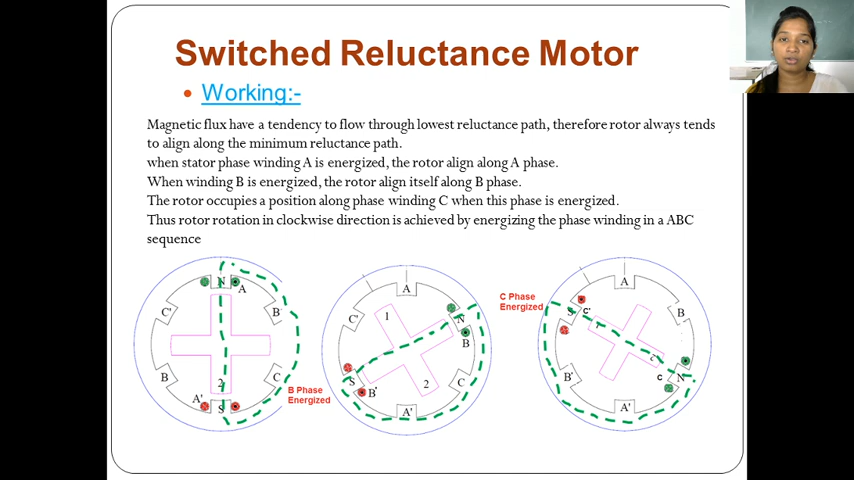 Switched Reluctance Motor
• Working:-
Magnetic flux have a tendency to flow through lowest reluctance path, therefore rotor always tends
to align along the minimum reluctance path.
when stator phase winding A is energized, the rotor align along A phase.
When winding B is energized, the rotor align itself along B phase.
The rotor occupies a position along phase winding C when this phase is energized.
Thus rotor rotation in clockwise direction is achieved by energizing the phase winding in a ABC
sequence
N
A
C'
B
B
C
2
A'
S
B Phase
Energized
A
C'
1
N
B
S
B'
2
C
A'
C Phase
Energized
A
S
C'
B
B'
C
N
A'